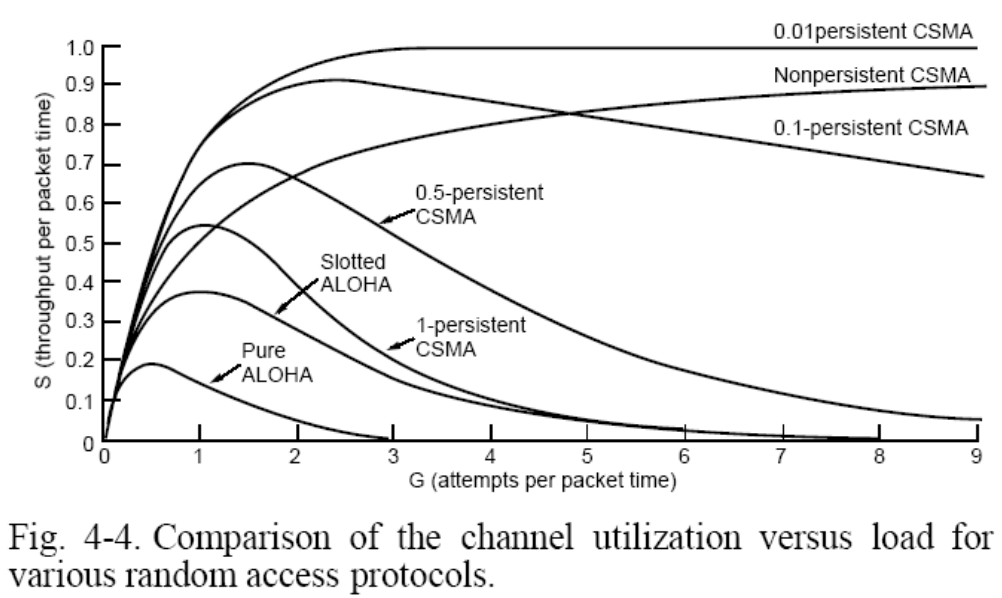 0.01persistent CSMA
Nonpersistent CSMA
0.1-persistent CSMA
0.5-persistent
CSMA
Slotted
ALOHA
1-persistent
CSMA
Pure
ALOHA
S (throughput per packet time)
1.0
0.9
0.8
0.7
0.6
0.5
0.4
0.3
0.2
0.1
0
0 1 2 3 4 5 6 7 8 9
G (attempts per packet time)
Fig. 4-4. Comparison of the channel utilization versus load for
various random access protocols.